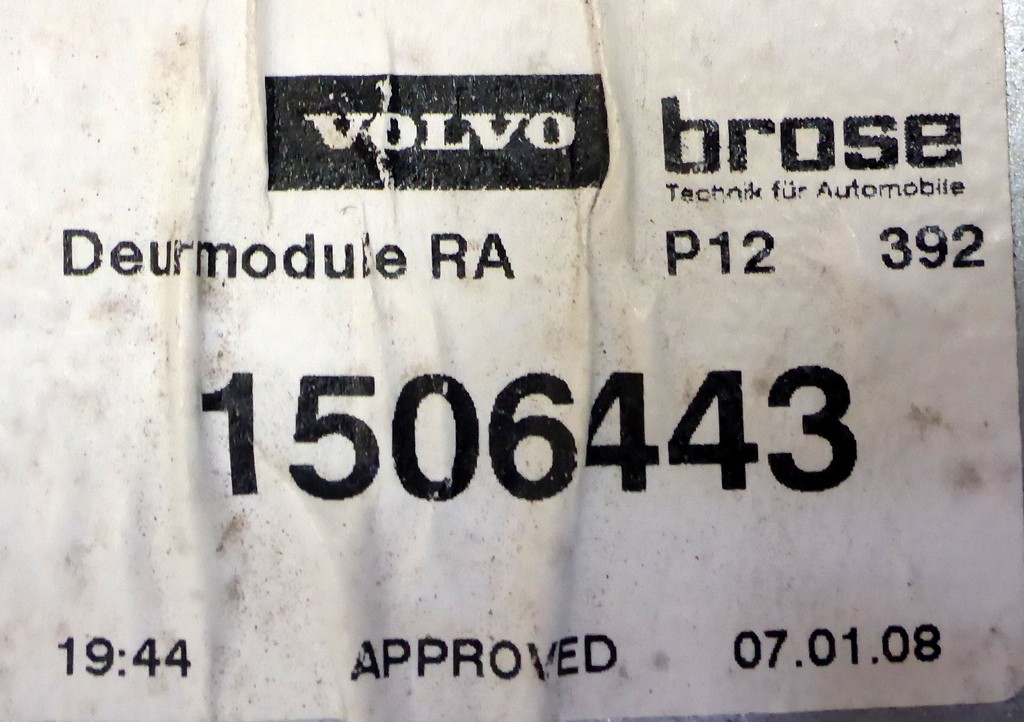 VOLVO brose
Technik für Automobile
Deurmodule RA P12 392
1506443
19:44 APPROVED 07.01.08